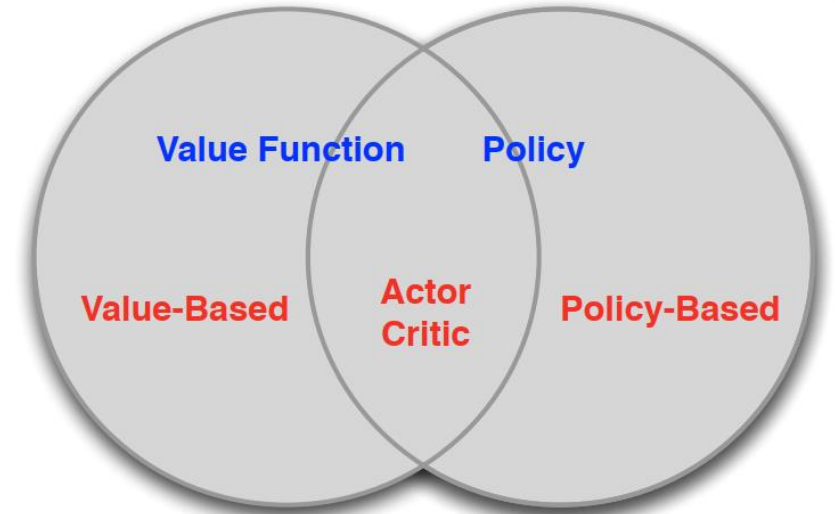 Value Function
Policy
Value-Based
Actor
Critic
Policy-Based